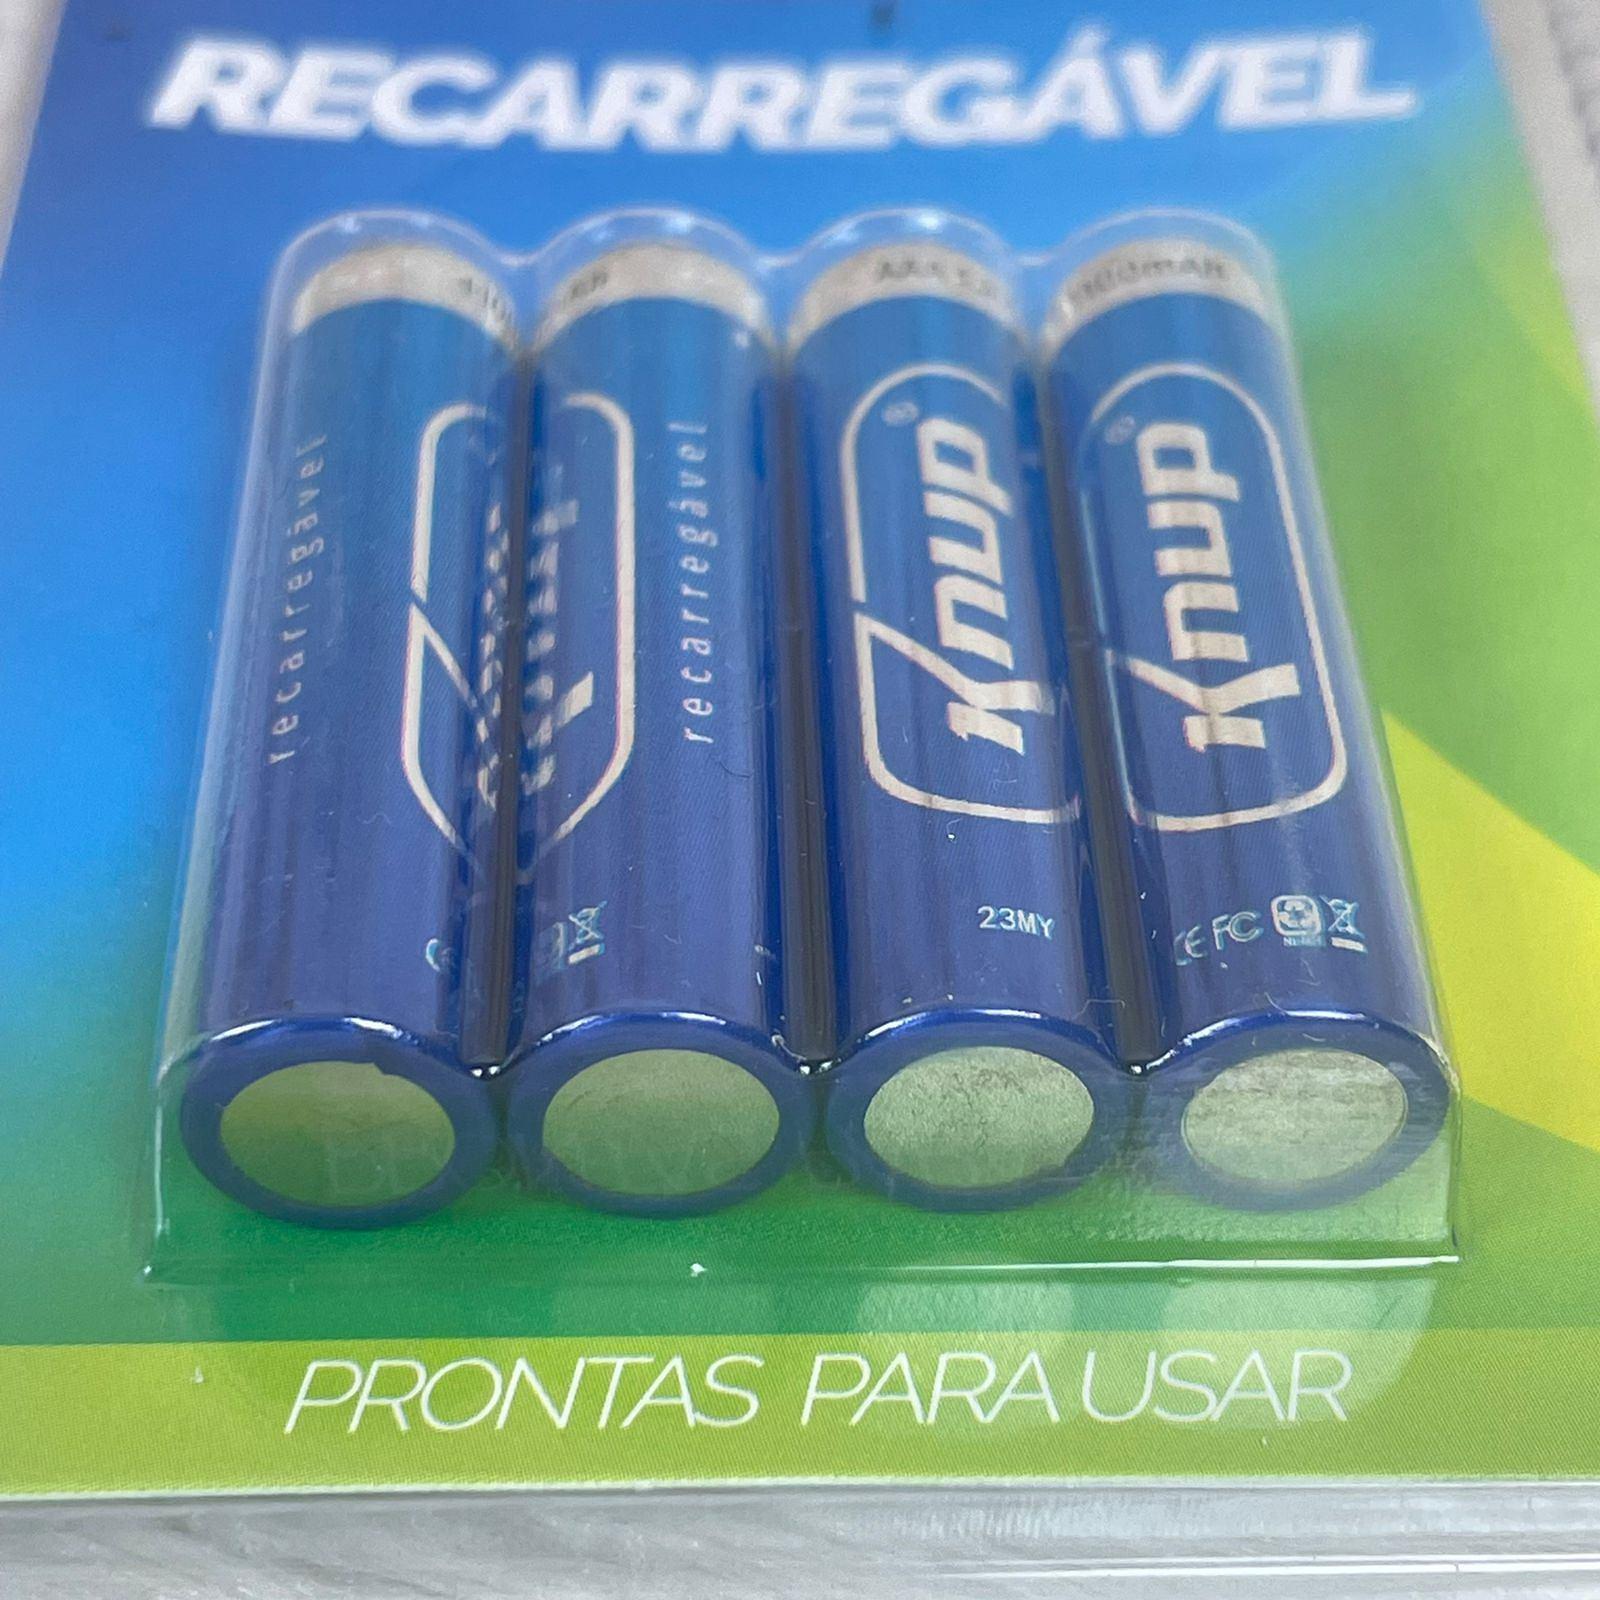 RECARREGÁVEL
recarregável
recarregável
Knup®
Knup®
23MY
CE FC
PRONTAS PARA USAR